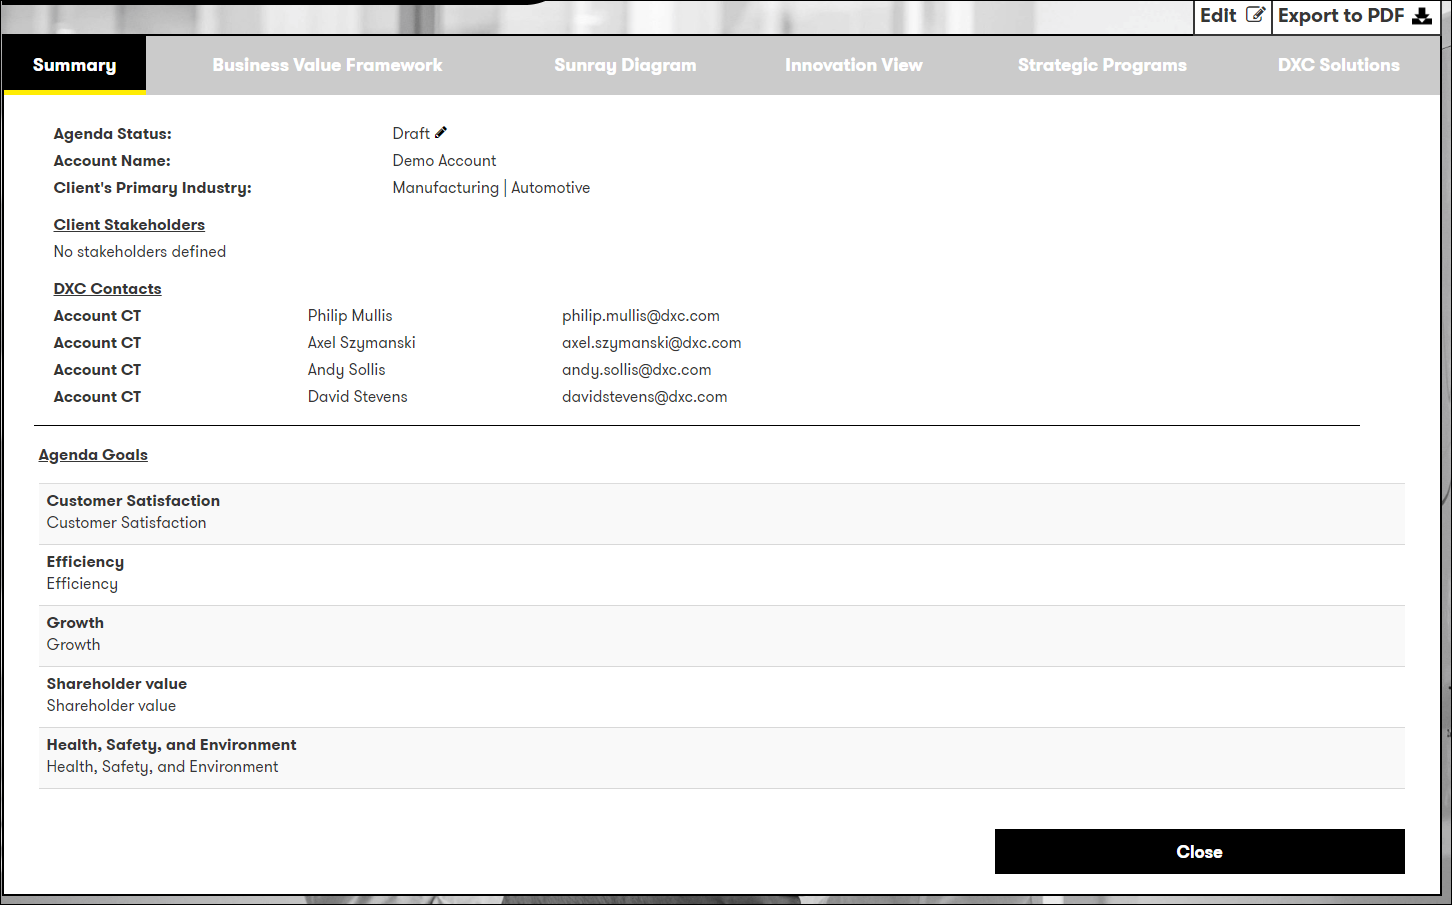 Edit Export to PDF
Summary Business Value Framework Sunray Diagram Innovation View Strategic Programs DXC Solutions
Agenda Status: Draft
Account Name: Demo Account
Client's Primary Industry: Manufacturing | Automotive
Client Stakeholders
No stakeholders defined
DXC Contacts
Account CT Philip Mullis philip.mullis@dxc.com
Account CT Axel Szymanski axel.szymanski@dxc.com
Account CT Andy Sollis andy.sollis@dxc.com
Account CT David Stevens davidstevens@dxc.com
Agenda Goals
Customer Satisfaction
Customer Satisfaction
Efficiency
Efficiency
Growth
Growth
Shareholder value
Shareholder value
Health, Safety, and Environment
Health, Safety, and Environment
Close